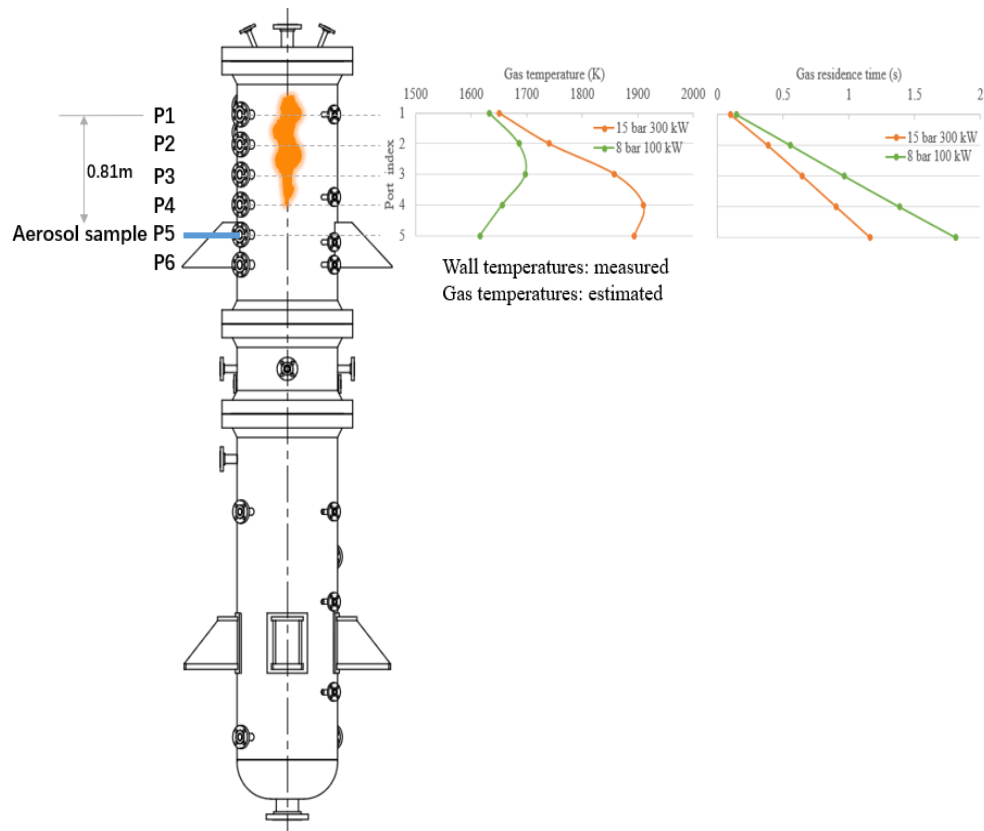 P1
P2
0.81m
P3
P4
Aerosol sample P5
P6
Gas temperature (K)
1500 1600 1700 1800 1900 2000
Port index
1
2
3
4
5
15 bar 300 kW
8 bar 100 kW
Wall temperatures: measured
Gas temperatures: estimated
Gas residence time (s)
0 0.5 1 1.5 2
15 bar 300 kW
8 bar 100 kW